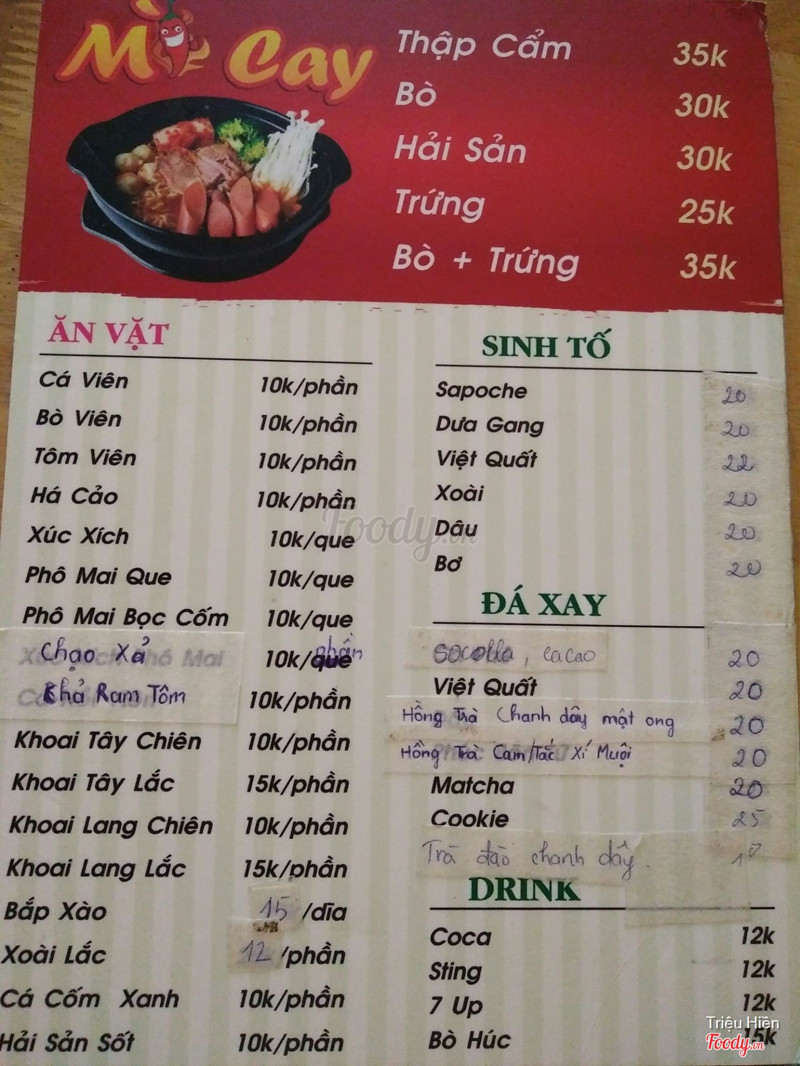 Mì Cay
Thập Cẩm 35k
Bò 30k
Hải Sản 30k
Trứng 25k
Bò + Trứng 35k
ĂN VẶT
Cá Viên 10k/phần
Bò Viên 10k/phần
Tôm Viên 10k/phần
Há Cảo 10k/phần
Xúc Xích 10k/que
Phô Mai Que 10k/que
Phô Mai Bọc Cốm 10k/que
Chạo Xả 10k/phần
Chả Ram Tôm 10k/phần
Khoai Tây Chiên 10k/phần
Khoai Tây Lắc 15k/phần
Khoai Lang Chiên 10k/phần
Khoai Lang Lắc 15k/phần
Bắp Xào 15/dĩa
Xoài Lắc 12/phần
Cá Cốm Xanh 10k/phần
Hải Sản Sốt 10k/phần
SINH TỐ
Sapoche 20
Dưa Gang 20
Việt Quất 22
Xoài 20
Dâu 20
Bơ 20
ĐÁ XAY
Socola, cacao 20
Việt Quất 20
Hồng Trà Chanh dây mật ong 20
Hồng Trà Cam/Tắc Xí Muội 20
Matcha 20
Cookie 25
Trà đào chanh dây.
DRINK
Coca 12k
Sting 12k
7 Up 12k
Bò Húc 15k
Foody.vn
Triệu Hiền
Foody.vn